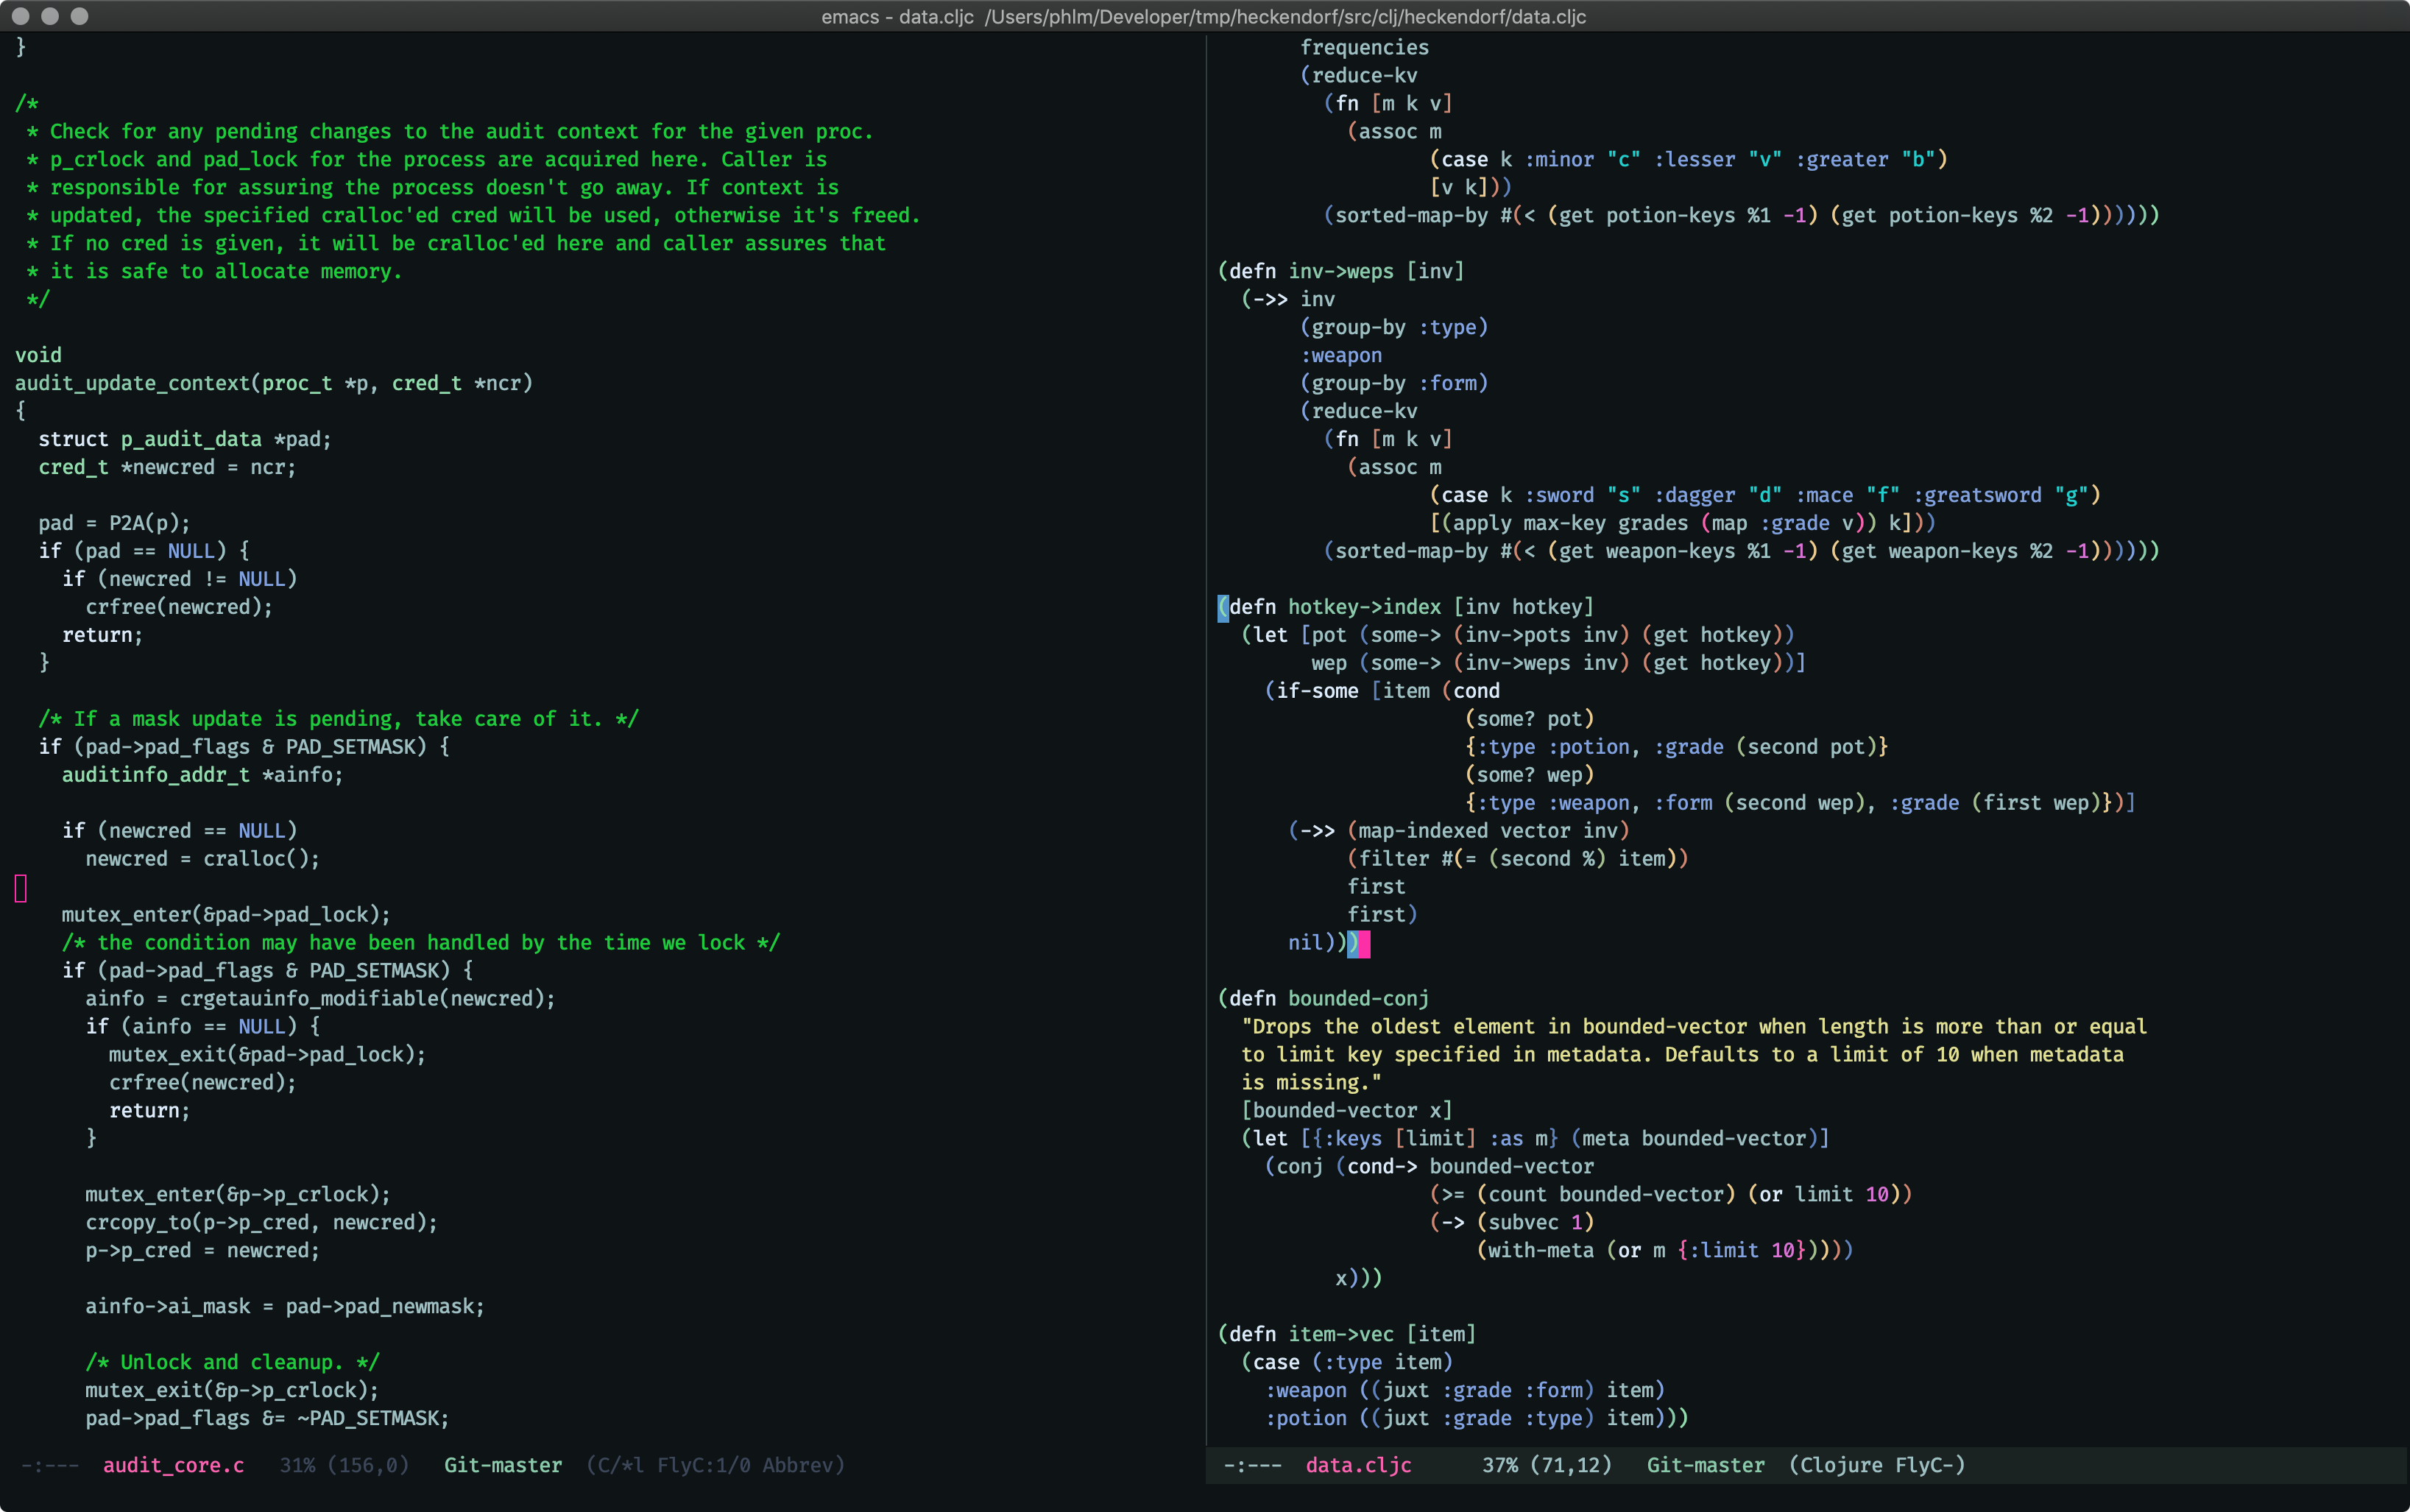 emacs - data.cljc  /Users/phlm/Developer/tmp/heckendorf/src/clj/heckendorf/data.cljc
}

/*
 * Check for any pending changes to the audit context for the given proc.
 * p_crlock and pad_lock for the process are acquired here. Caller is
 * responsible for assuring the process doesn't go away. If context is
 * updated, the specified cralloc'ed cred will be used, otherwise it's freed.
 * If no cred is given, it will be cralloc'ed here and caller assures that
 * it is safe to allocate memory.
 */

void
audit_update_context(proc_t *p, cred_t *ncr)
{
  struct p_audit_data *pad;
  cred_t *newcred = ncr;

  pad = P2A(p);
  if (pad == NULL) {
    if (newcred != NULL)
      crfree(newcred);
    return;
  }

  /* If a mask update is pending, take care of it. */
  if (pad->pad_flags & PAD_SETMASK) {
    auditinfo_addr_t *ainfo;

    if (newcred == NULL)
      newcred = cralloc();

    mutex_enter(&pad->pad_lock);
    /* the condition may have been handled by the time we lock */
    if (pad->pad_flags & PAD_SETMASK) {
      ainfo = crgetauinfo_modifiable(newcred);
      if (ainfo == NULL) {
        mutex_exit(&pad->pad_lock);
        crfree(newcred);
        return;
      }

      mutex_enter(&p->p_crlock);
      crcopy_to(p->p_cred, newcred);
      p->p_cred = newcred;

      ainfo->ai_mask = pad->pad_newmask;

      /* Unlock and cleanup. */
      mutex_exit(&p->p_crlock);
      pad->pad_flags &= ~PAD_SETMASK;
-:---  audit_core.c   31% (156,0)   Git-master  (C/*l FlyC:1/0 Abbrev)
       frequencies
       (reduce-kv
         (fn [m k v]
           (assoc m
                  (case k :minor "c" :lesser "v" :greater "b")
                  [v k]))
         (sorted-map-by #(< (get potion-keys %1 -1) (get potion-keys %2 -1))))))

(defn inv->weps [inv]
  (->> inv
       (group-by :type)
       :weapon
       (group-by :form)
       (reduce-kv
         (fn [m k v]
           (assoc m
                  (case k :sword "s" :dagger "d" :mace "f" :greatsword "g")
                  [(apply max-key grades (map :grade v)) k]))
         (sorted-map-by #(< (get weapon-keys %1 -1) (get weapon-keys %2 -1))))))

(defn hotkey->index [inv hotkey]
  (let [pot (some-> (inv->pots inv) (get hotkey))
        wep (some-> (inv->weps inv) (get hotkey))]
    (if-some [item (cond
                     (some? pot)
                     {:type :potion, :grade (second pot)}
                     (some? wep)
                     {:type :weapon, :form (second wep), :grade (first wep)})]
      (->> (map-indexed vector inv)
           (filter #(= (second %) item))
           first
           first)
      nil)))

(defn bounded-conj
  "Drops the oldest element in bounded-vector when length is more than or equal
  to limit key specified in metadata. Defaults to a limit of 10 when metadata
  is missing."
  [bounded-vector x]
  (let [{:keys [limit] :as m} (meta bounded-vector)]
    (conj (cond-> bounded-vector
                  (>= (count bounded-vector) (or limit 10))
                  (-> (subvec 1)
                      (with-meta (or m {:limit 10}))))
          x)))

(defn item->vec [item]
  (case (:type item)
    :weapon ((juxt :grade :form) item)
    :potion ((juxt :grade :type) item)))
-:---  data.cljc      37% (71,12)   Git-master  (Clojure FlyC-)